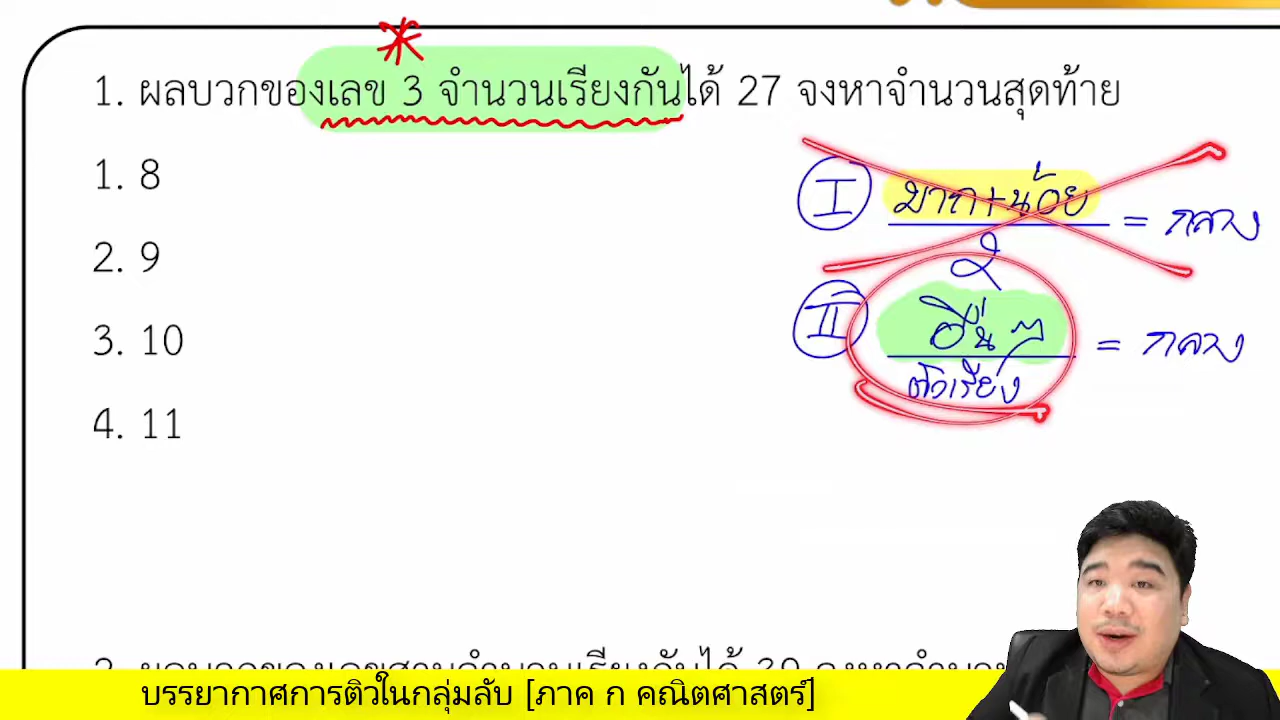 1. ผลบวกของเลข 3 จำนวนเรียงกันได้ 27 จงหาจำนวนสุดท้าย
1. 8
I มาก+น้อย = กลาง
2
2. 9
II อื่นๆ = กลาง
ตัวเรียง
3. 10
4. 11
บรรยากาศการติวในกลุ่มลับ [ภาค ก คณิตศาสตร์]